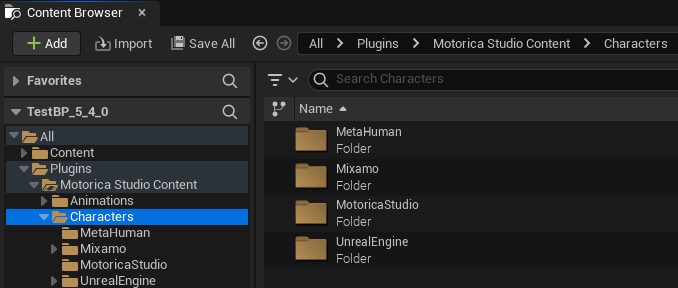 Content Browser
Add Import Save All All Plugins Motorica Studio Content Characters
Favorites
TestBP_5_4_0
All
Content
Plugins
Motorica Studio Content
Animations
Characters
MetaHuman
Mixamo
MotoricaStudio
UnrealEngine
Search Characters
Name
MetaHuman
Folder
Mixamo
Folder
MotoricaStudio
Folder
UnrealEngine
Folder